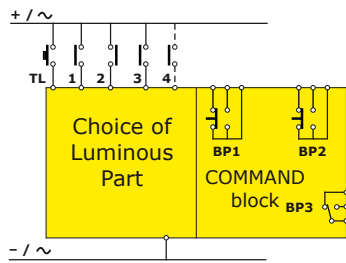 + / ~
TL 1 2 3 4
Choice of
Luminous
Part
BP1 BP2
COMMAND
block BP3
– / ~